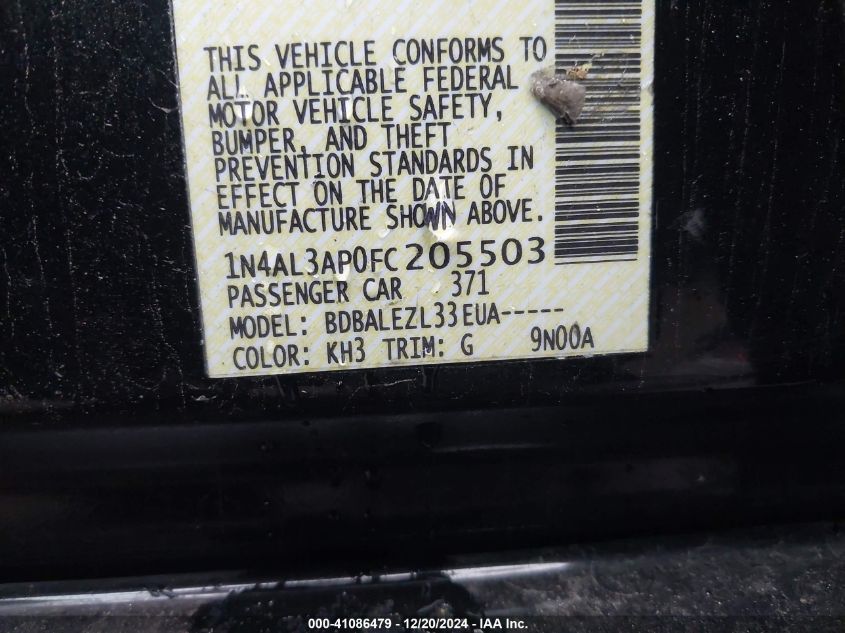 THIS VEHICLE CONFORMS TO
ALL APPLICABLE FEDERAL
MOTOR VEHICLE SAFETY,
BUMPER, AND THEFT
PREVENTION STANDARDS IN
EFFECT ON THE DATE OF
MANUFACTURE SHOWN ABOVE.
1N4AL3AP0FC205503
PASSENGER CAR 371
MODEL: BDBALEZL33EUA-----
COLOR: KH3 TRIM: G 9N00A
000-41086479 - 12/20/2024 - IAA Inc.